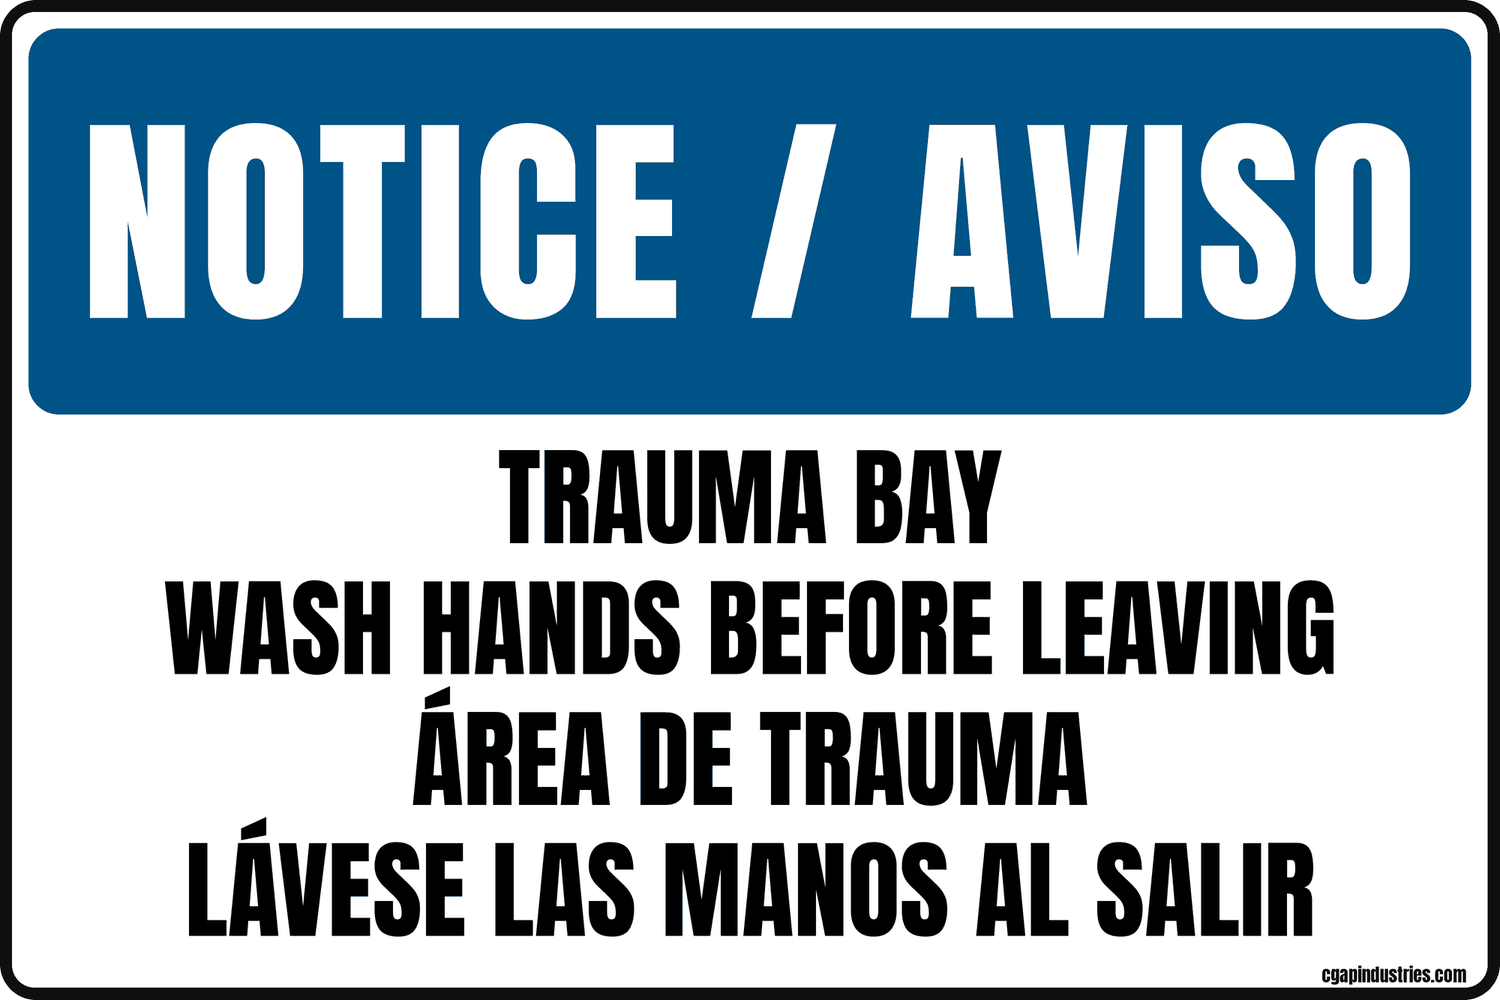 NOTICE / AVISO
TRAUMA BAY
WASH HANDS BEFORE LEAVING
ÁREA DE TRAUMA
LÁVESE LAS MANOS AL SALIR
cgapindustries.com